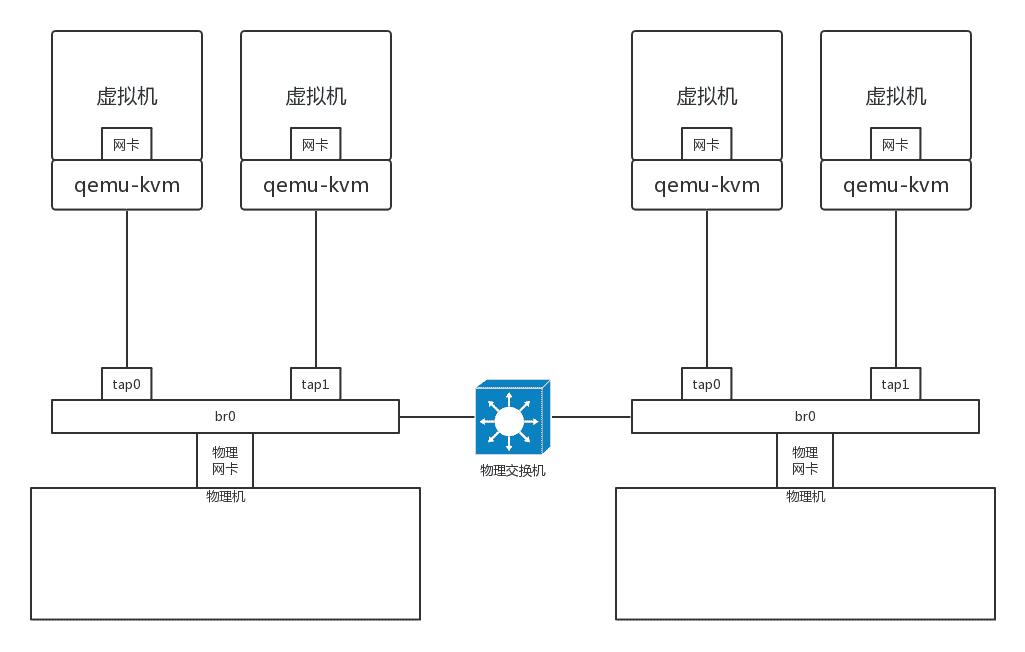 虚拟机
虚拟机
虚拟机
虚拟机
网卡
网卡
网卡
网卡
qemu-kvm
qemu-kvm
qemu-kvm
qemu-kvm
tap0
tap1
tap0
tap1
br0
br0
物理
网卡
物理交换机
物理
网卡
物理机
物理机